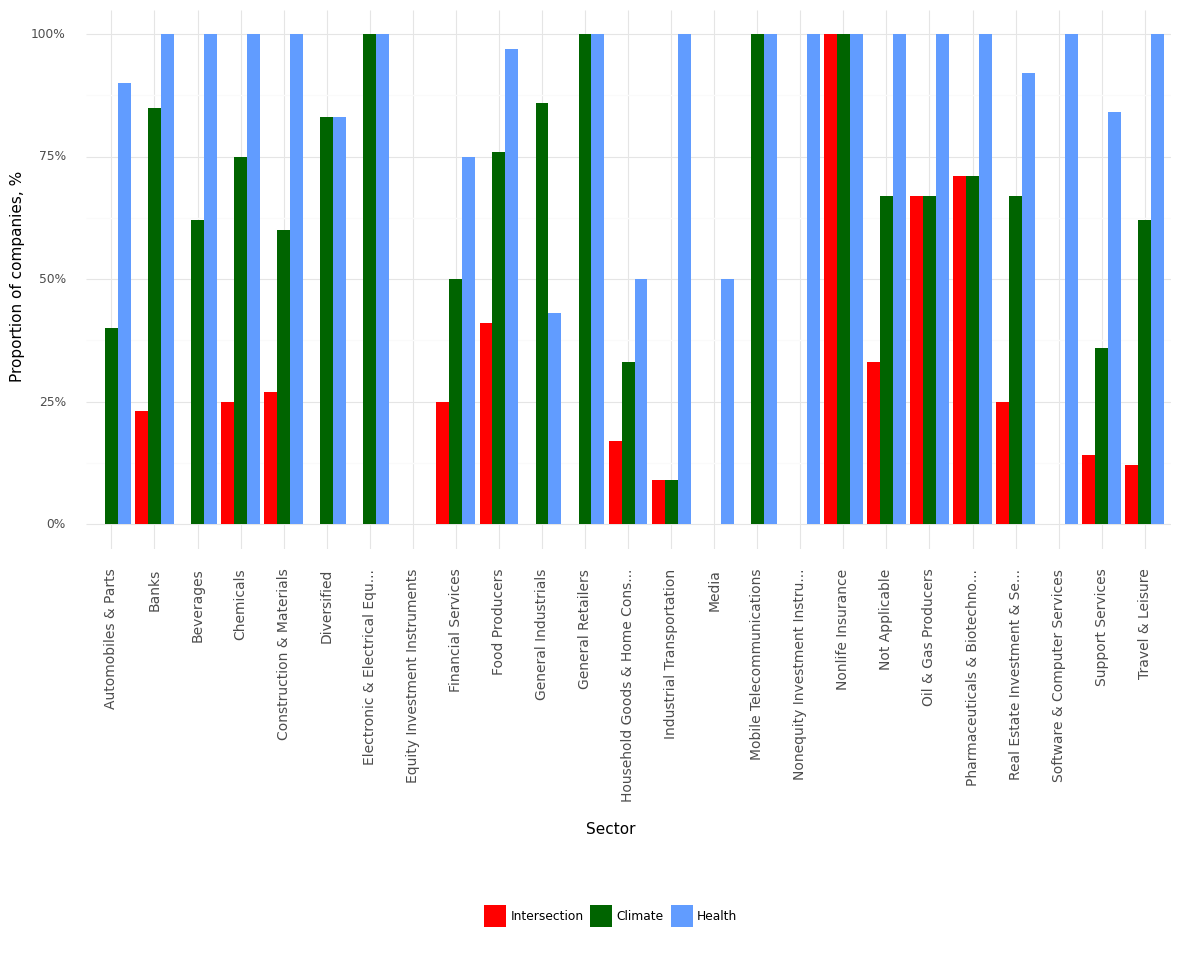 Proportion of companies, %
100%
75%
50%
25%
0%
Automobiles & Parts
Banks
Beverages
Chemicals
Construction & Materials
Diversified
Electronic & Electrical Equ...
Equity Investment Instruments
Financial Services
Food Producers
General Industrials
General Retailers
Household Goods & Home Cons...
Industrial Transportation
Media
Mobile Telecommunications
Nonequity Investment Instru...
Nonlife Insurance
Not Applicable
Oil & Gas Producers
Pharmaceuticals & Biotechno...
Real Estate Investment & Se...
Software & Computer Services
Support Services
Travel & Leisure
Sector
Intersection
Climate
Health